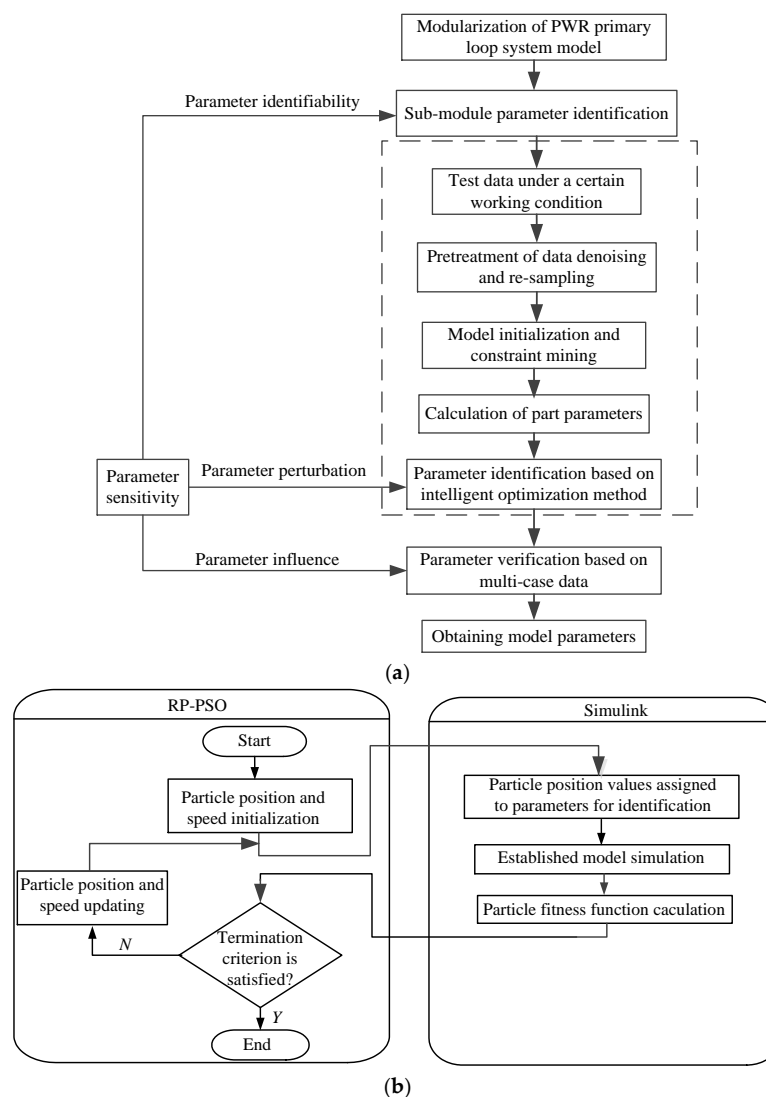 Modularization of PWR primary
loop system model
Parameter identifiability
Sub-module parameter identification
Test data under a certain
working condition
Pretreatment of data denoising
and re-sampling
Model initialization and
constraint mining
Calculation of part parameters
Parameter
sensitivity
Parameter perturbation
Parameter identification based on
intelligent optimization method
Parameter influence
Parameter verification based on
multi-case data
Obtaining model parameters
(a)
RP-PSO
Start
Particle position and
speed initialization
Particle position and
speed updating
N
Termination
criterion is
satisfied?
Y
End
Simulink
Particle position values assigned
to parameters for identification
Established model simulation
Particle fitness function caculation
(b)